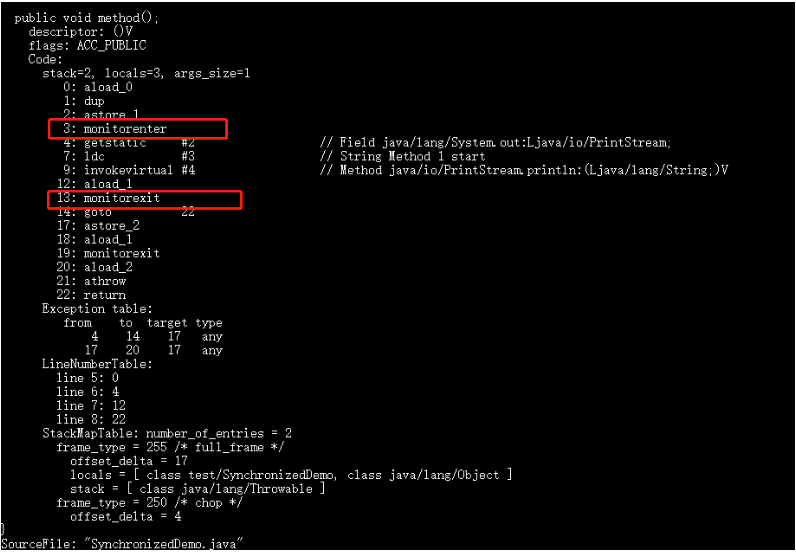 public void method();
descriptor: ()V
flags: ACC_PUBLIC
Code:
stack=2, locals=3, args_size=1
0: aload_0
1: dup
2: astore_1
3: monitorenter
4: getstatic #2 // Field java/lang/System.out:Ljava/io/PrintStream;
7: ldc #3 // String Method 1 start
9: invokevirtual #4 // Method java/io/PrintStream.println:(Ljava/lang/String;)V
12: aload_1
13: monitorexit
14: goto 22
17: astore_2
18: aload_1
19: monitorexit
20: aload_2
21: athrow
22: return
Exception table:
from to target type
4 14 17 any
17 20 17 any
LineNumberTable:
line 5: 0
line 6: 4
line 7: 12
line 8: 22
StackMapTable: number_of_entries = 2
frame_type = 255 /* full_frame */
offset_delta = 17
locals = [ class test/SynchronizedDemo, class java/lang/Object ]
stack = [ class java/lang/Throwable ]
frame_type = 250 /* chop */
offset_delta = 4
}
SourceFile: "SynchronizedDemo.java"